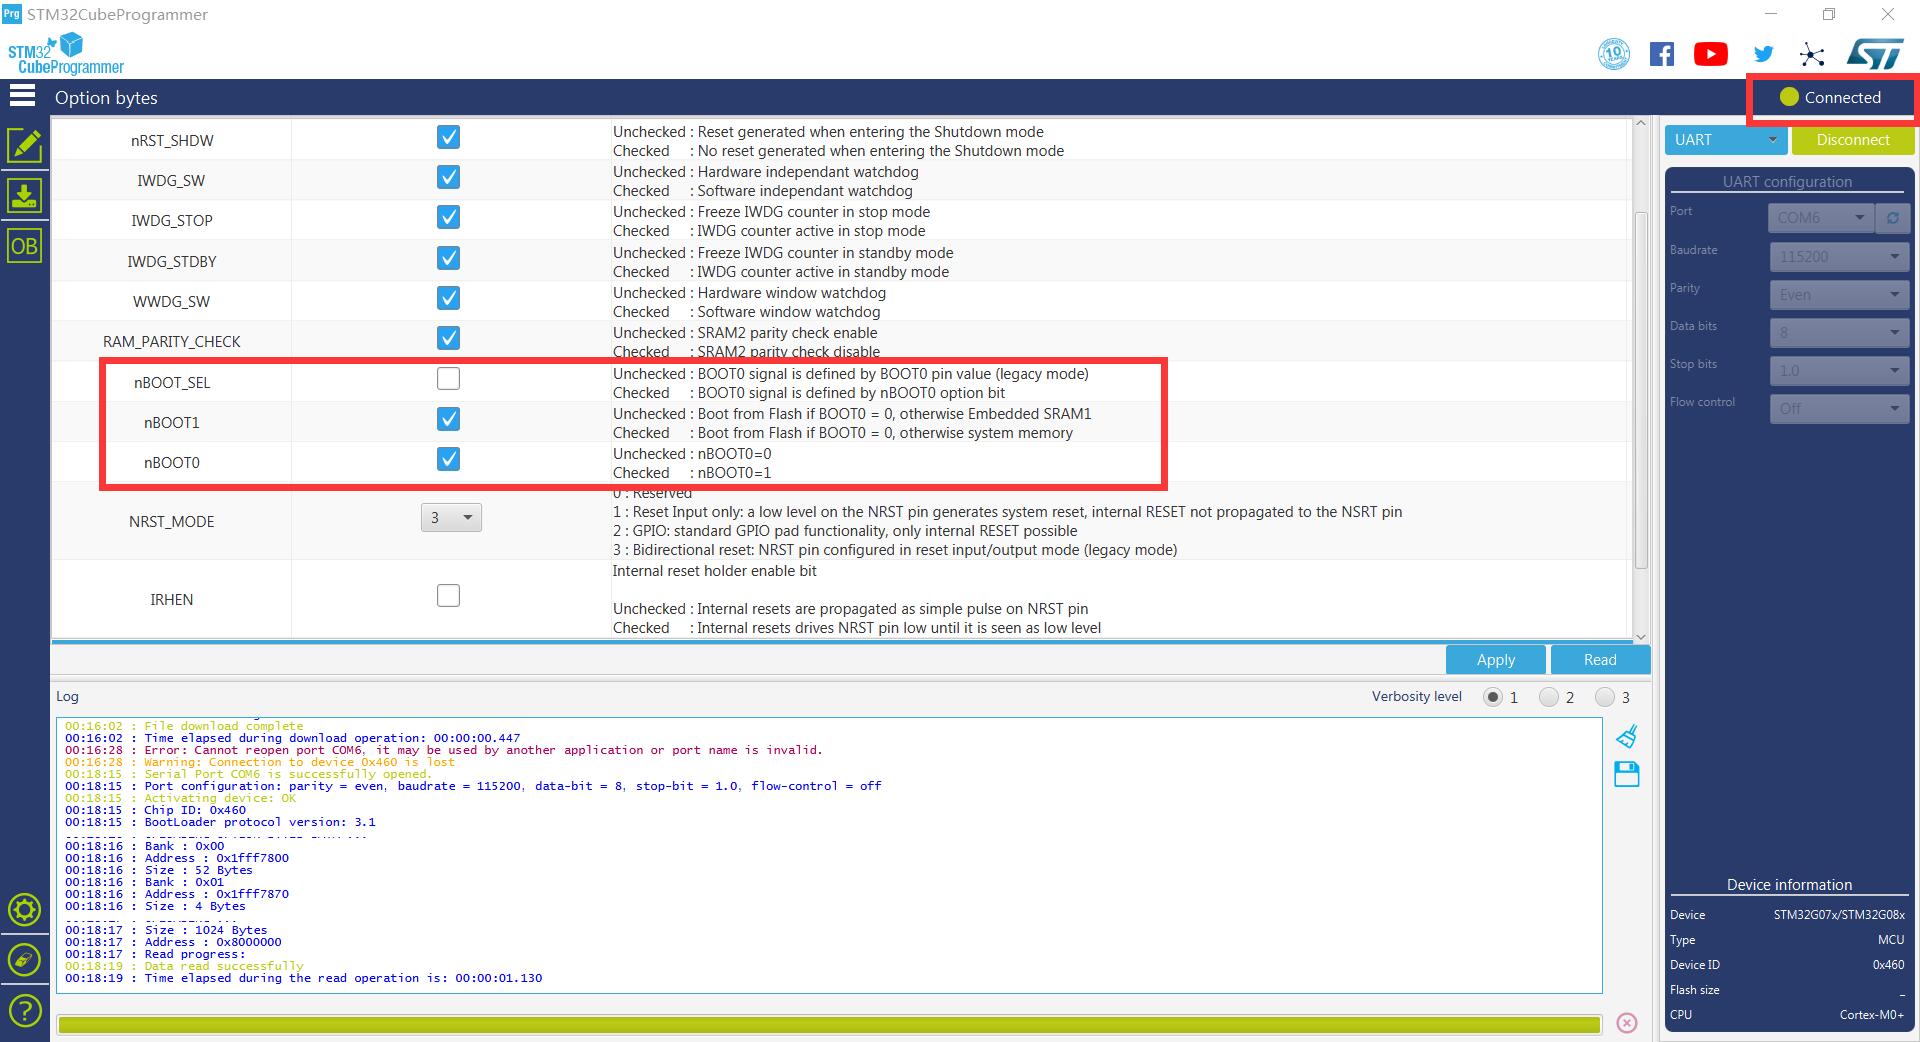 Prg STM32CubeProgrammer
STM32
CubeProgrammer
10
ST
Option bytes
Connected
nRST_SHDW
Unchecked : Reset generated when entering the Shutdown mode
Checked : No reset generated when entering the Shutdown mode
IWDG_SW
Unchecked : Hardware independant watchdog
Checked : Software independant watchdog
IWDG_STOP
Unchecked : Freeze IWDG counter in stop mode
Checked : IWDG counter active in stop mode
IWDG_STDBY
Unchecked : Freeze IWDG counter in standby mode
Checked : IWDG counter active in standby mode
WWDG_SW
Unchecked : Hardware window watchdog
Checked : Software window watchdog
RAM_PARITY_CHECK
Unchecked : SRAM2 parity check enable
Checked : SRAM2 parity check disable
nBOOT_SEL
Unchecked : BOOT0 signal is defined by BOOT0 pin value (legacy mode)
Checked : BOOT0 signal is defined by nBOOT0 option bit
nBOOT1
Unchecked : Boot from Flash if BOOT0 = 0, otherwise Embedded SRAM1
Checked : Boot from Flash if BOOT0 = 0, otherwise system memory
nBOOT0
Unchecked : nBOOT0=0
Checked : nBOOT0=1
NRST_MODE
3
0 : Reserved
1 : Reset Input only: a low level on the NRST pin generates system reset, internal RESET not propagated to the NSRT pin
2 : GPIO: standard GPIO pad functionality, only internal RESET possible
3 : Bidirectional reset: NRST pin configured in reset input/output mode (legacy mode)
IRHEN
Internal reset holder enable bit
Unchecked : Internal resets are propagated as simple pulse on NRST pin
Checked : Internal resets drives NRST pin low until it is seen as low level
Apply
Read
OB
Log
Verbosity level 1 2 3
00:16:02 : File download complete
00:16:02 : Time elapsed during download operation: 00:00:00.447
00:16:28 : Error: Cannot reopen port COM6, it may be used by another application or port name is invalid.
00:16:28 : Warning: Connection to device 0x460 is lost
00:18:15 : Serial Port COM6 is successfully opened.
00:18:15 : Port configuration: parity = even, baudrate = 115200, data-bit = 8, stop-bit = 1.0, flow-control = off
00:18:15 : Activating device: OK
00:18:15 : Chip ID: 0x460
00:18:15 : BootLoader protocol version: 3.1
00:18:16 : Bank : 0x00
00:18:16 : Address : 0x1fff7800
00:18:16 : Size : 52 Bytes
00:18:16 : Bank : 0x01
00:18:16 : Address : 0x1fff7870
00:18:16 : Size : 4 Bytes
00:18:17 : Size : 1024 Bytes
00:18:17 : Address : 0x8000000
00:18:17 : Read progress:
00:18:19 : Data read successfully
00:18:19 : Time elapsed during the read operation is: 00:00:01.130
UART
Disconnect
UART configuration
Port COM6
Baudrate 115200
Parity Even
Data bits 8
Stop bits 1.0
Flow control Off
Device information
Device STM32G07x/STM32G08x
Type MCU
Device ID 0x460
Flash size _
CPU Cortex-M0+